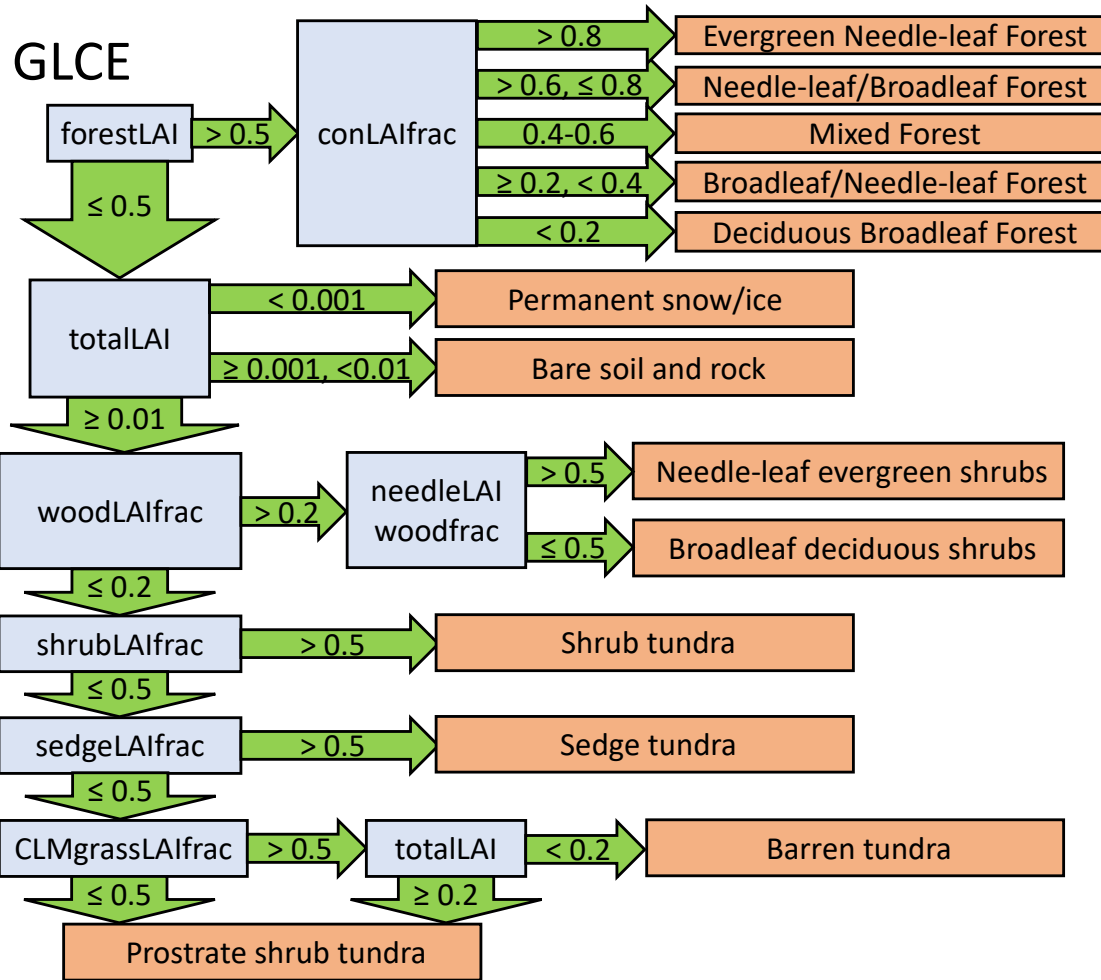 GLCE
forestLAI
> 0.5
conLAIfrac
> 0.8
Evergreen Needle-leaf Forest
> 0.6, ≤ 0.8
Needle-leaf/Broadleaf Forest
0.4-0.6
Mixed Forest
≥ 0.2, < 0.4
Broadleaf/Needle-leaf Forest
< 0.2
Deciduous Broadleaf Forest
≤ 0.5
totalLAI
< 0.001
Permanent snow/ice
≥ 0.001, <0.01
Bare soil and rock
≥ 0.01
woodLAIfrac
> 0.2
needleLAI
woodfrac
> 0.5
Needle-leaf evergreen shrubs
≤ 0.5
Broadleaf deciduous shrubs
≤ 0.2
shrubLAIfrac
> 0.5
Shrub tundra
≤ 0.5
sedgeLAIfrac
> 0.5
Sedge tundra
≤ 0.5
CLMgrassLAIfrac
> 0.5
totalLAI
< 0.2
Barren tundra
≤ 0.5
≥ 0.2
Prostrate shrub tundra